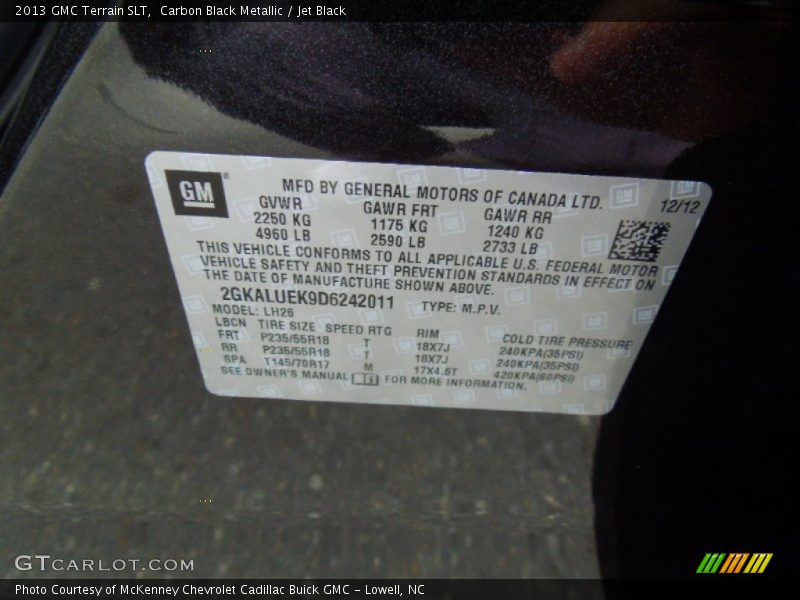 2013 GMC Terrain SLT, Carbon Black Metallic / Jet Black
GM ®
MFD BY GENERAL MOTORS OF CANADA LTD.
GVWR GAWR FRT GAWR RR 12/12
2250 KG 1175 KG 1240 KG
4960 LB 2590 LB 2733 LB
THIS VEHICLE CONFORMS TO ALL APPLICABLE U.S. FEDERAL MOTOR
VEHICLE SAFETY AND THEFT PREVENTION STANDARDS IN EFFECT ON
THE DATE OF MANUFACTURE SHOWN ABOVE.
2GKALUEK9D6242011 TYPE: M.P.V.
MODEL: LH26
LBCN TIRE SIZE SPEED RTG RIM COLD TIRE PRESSURE
FRT P235/55R18 T 18X7J 240KPA(35PSI)
RR P235/55R18 T 18X7J 240KPA(35PSI)
SPA T145/70R17 M 17X4.5T 420KPA(60PSI)
SEE OWNER'S MANUAL FOR MORE INFORMATION.
GTCARLOT.COM
Photo Courtesy of McKenney Chevrolet Cadillac Buick GMC – Lowell, NC